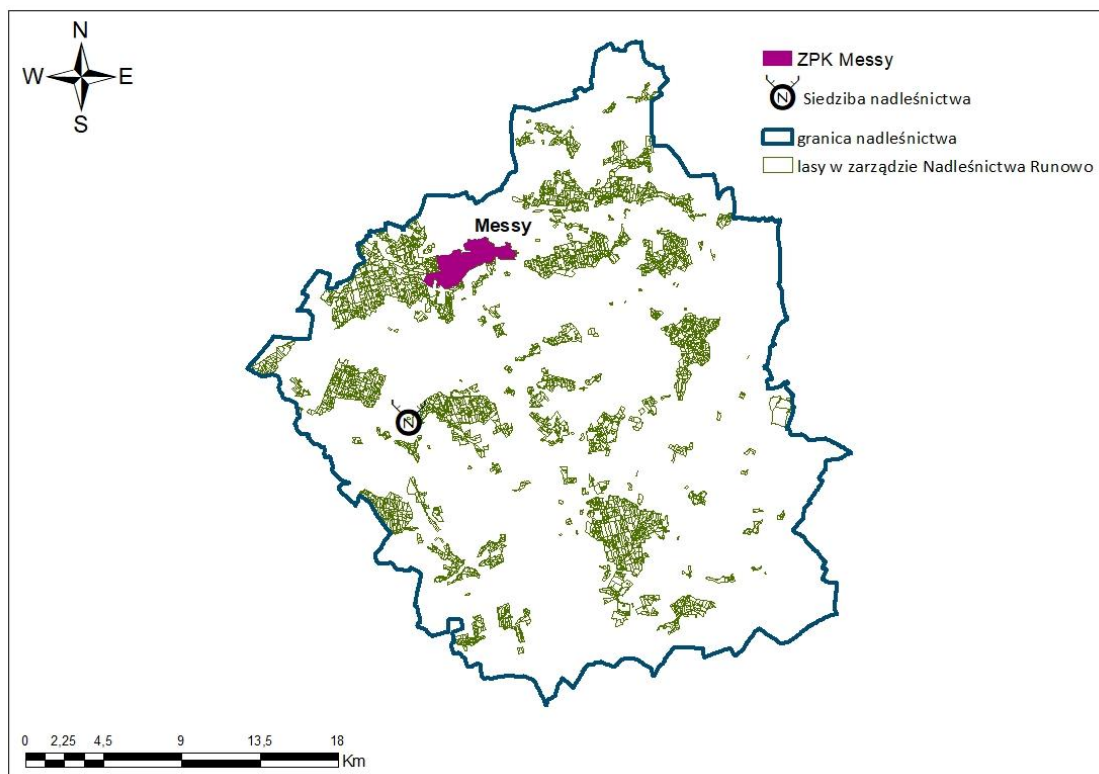 N
W E
S
ZPK Messy
N
Siedziba nadleśnictwa
granica nadleśnictwa
lasy w zarządzie Nadleśnictwa Runowo
Messy
N
0 2,25 4,5 9 13,5 18
Km